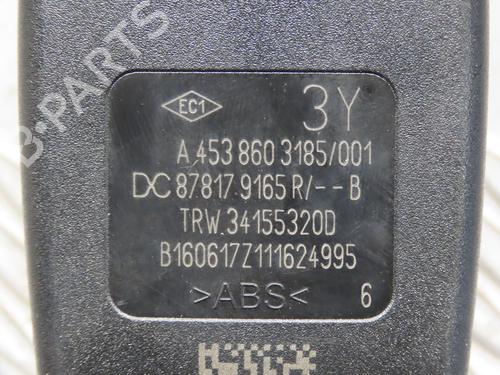 B-PARTS
EC1
3Y
A 453 860 3185/001
DC 87817 9165 R/--B
TRW.34155320D
B160617Z111624995
>ABS<
6